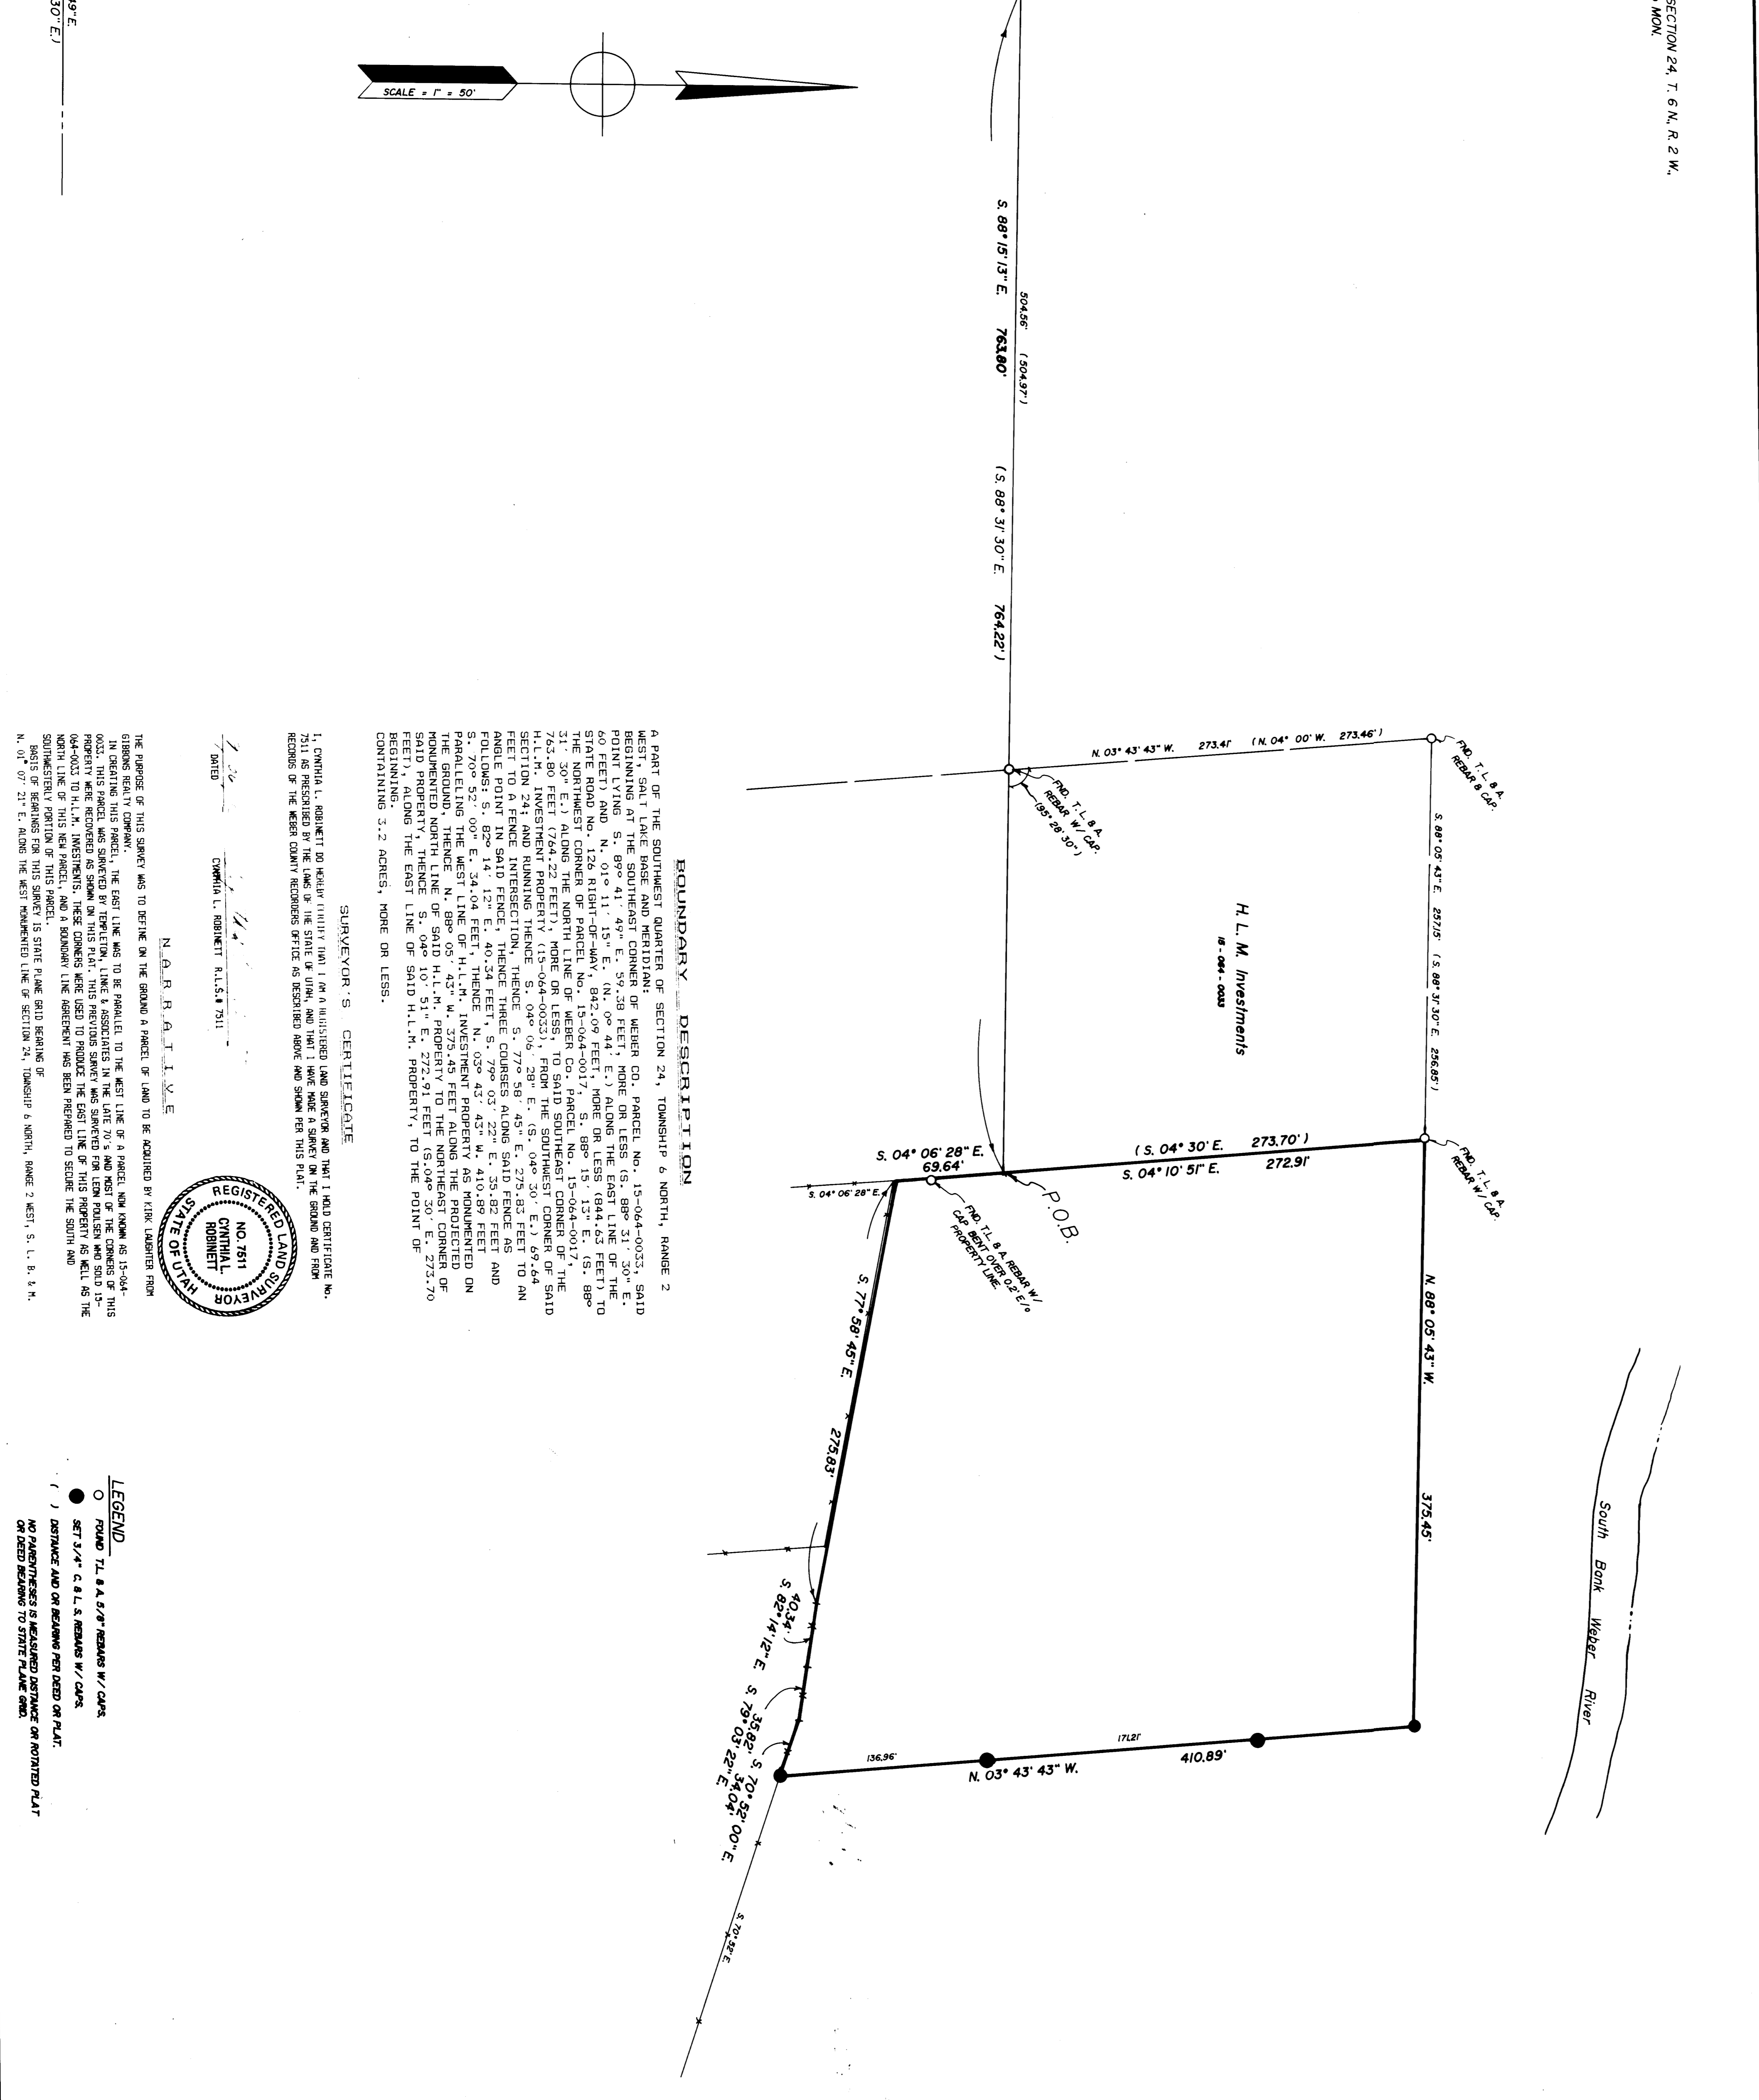 SECTION 24, T. 6 N., R. 2 W.,
MON.
SCALE = 1" = 50'
49" E.
30" E.)
S. 88° 15' 13" E. 763.80'
504.56' (504.97')
(S. 88° 31' 30" E. 764.22')
N. 03° 43' 43" W. 273.41' (N. 04° 00' W. 273.46')
FND. T. L. & A.
REBAR & CAP.
FND. T. L. & A.
REBAR W/ CAP.
(95° 28' 30")
S. 88° 05' 43" E. 257.15' (S. 88° 31' 30" E. 256.85')
H. L. M. Investments
15 - 064 - 0033
(S. 04° 30' E. 273.70')
S. 04° 10' 51" E. 272.91'
FND. T. L. & A.
REBAR W/ CAP.
S. 04° 06' 28" E.
69.64'
S. 04° 06' 28" E.
P.O.B.
FND. T.L. & A. REBAR W/
CAP BENT OVER 0.2' E/O
PROPERTY LINE.
N. 88° 05' 43" W. 375.45'
S. 77° 58' 45" E. 275.83'
40.34'
S. 82° 14' 12" E.
35.82'
S. 79° 03' 22" E.
S. 70° 52' 00" E.
34.04'
136.96'
171.21'
410.89'
N. 03° 43' 43" W.
S. 70° 52' E.
South Bank Weber River
BOUNDARY DESCRIPTION
A PART OF THE SOUTHWEST QUARTER OF SECTION 24, TOWNSHIP 6 NORTH, RANGE 2
WEST, SALT LAKE BASE AND MERIDIAN:
BEGINNING AT THE SOUTHEAST CORNER OF WEBER CO. PARCEL No. 15-064-0033, SAID
POINT LYING S. 89° 41' 49" E. 59.38 FEET, MORE OR LESS (S. 88° 31' 30" E.
60 FEET) AND N. 01° 11' 15" E. (N. 0° 44' E.) ALONG THE EAST LINE OF THE
STATE ROAD No. 126 RIGHT-OF-WAY, 842.09 FEET, MORE OR LESS (844.63 FEET) TO
THE NORTHWEST CORNER OF PARCEL No. 15-064-0017, S. 88° 15' 13" E. (S. 88°
31' 30" E.) ALONG THE NORTH LINE OF WEBER Co. PARCEL No. 15-064-0017,
763.80 FEET (764.22 FEET), MORE OR LESS, TO SAID SOUTHEAST CORNER OF THE
H.L.M. INVESTMENT PROPERTY (15-064-0033), FROM THE SOUTHWEST CORNER OF SAID
SECTION 24; AND RUNNING THENCE S. 04° 06' 28" E. (S. 04° 30' E.) 69.64
FEET TO A FENCE INTERSECTION, THENCE S. 77° 58' 45" E. 275.83 FEET TO AN
ANGLE POINT IN SAID FENCE, THENCE THREE COURSES ALONG SAID FENCE AS
FOLLOWS: S. 82° 14' 12" E. 40.34 FEET, S. 79° 03' 22" E. 35.82 FEET AND
S. 70° 52' 00" E. 34.04 FEET, THENCE N. 03° 43' 43" W. 410.89 FEET
PARALLELING THE WEST LINE OF H.L.M. INVESTMENT PROPERTY AS MONUMENTED ON
THE GROUND, THENCE N. 88° 05' 43" W. 375.45 FEET ALONG THE PROJECTED
MONUMENTED NORTH LINE OF SAID H.L.M. PROPERTY TO THE NORTHEAST CORNER OF
SAID PROPERTY, THENCE S. 04° 10' 51" E. 272.91 FEET (S.04° 30' E. 273.70
FEET), ALONG THE EAST LINE OF SAID H.L.M. PROPERTY, TO THE POINT OF
BEGINNING.
CONTAINING 3.2 ACRES, MORE OR LESS.
SURVEYOR'S CERTIFICATE
I, CYNTHIA L. ROBINETT DO HEREBY CERTIFY THAT I AM A REGISTERED LAND SURVEYOR AND THAT I HOLD CERTIFICATE No.
7511 AS PRESCRIBED BY THE LAWS OF THE STATE OF UTAH, AND THAT I HAVE MADE A SURVEY ON THE GROUND AND FROM
RECORDS OF THE WEBER COUNTY RECORDERS OFFICE AS DESCRIBED ABOVE AND SHOWN PER THIS PLAT.
DATED CYNTHIA L. ROBINETT R.L.S.# 7511
REGISTERED LAND SURVEYOR
NO. 7511
CYNTHIA L.
ROBINETT
STATE OF UTAH
NARRATIVE
THE PURPOSE OF THIS SURVEY WAS TO DEFINE ON THE GROUND A PARCEL OF LAND TO BE ACQUIRED BY KIRK LAUGHTER FROM
GIBBONS REALTY COMPANY.
IN CREATING THIS PARCEL, THE EAST LINE WAS TO BE PARALLEL TO THE WEST LINE OF A PARCEL NOW KNOWN AS 15-064-
0033. THIS PARCEL WAS SURVEYED BY TEMPLETON, LINKE & ASSOCIATES IN THE LATE 70's AND MOST OF THE CORNERS OF THIS
PROPERTY WERE RECOVERED AS SHOWN ON THIS PLAT. THIS PREVIOUS SURVEY WAS SURVEYED FOR LEON POULSEN WHO SOLD 15-
064-0033 TO H.L.M. INVESTMENTS. THESE CORNERS WERE USED TO PRODUCE THE EAST LINE OF THIS PROPERTY AS WELL AS THE
NORTH LINE OF THIS NEW PARCEL, AND A BOUNDARY LINE AGREEMENT HAS BEEN PREPARED TO SECURE THE SOUTH AND
SOUTHWESTERLY PORTION OF THIS PARCEL.
BASIS OF BEARINGS FOR THIS SURVEY IS STATE PLANE GRID BEARING OF
N. 01° 07' 21" E. ALONG THE WEST MONUMENTED LINE OF SECTION 24, TOWNSHIP 6 NORTH, RANGE 2 WEST, S. L. B. & M.
LEGEND
FOUND T.L. & A. 5/8" REBARS W/ CAPS.
SET 3/4" C. & L. S. REBARS W/ CAPS.
( ) DISTANCE AND OR BEARING PER DEED OR PLAT.
NO PARENTHESES IS MEASURED DISTANCE OR ROTATED PLAT
OR DEED BEARING TO STATE PLANE GRID.